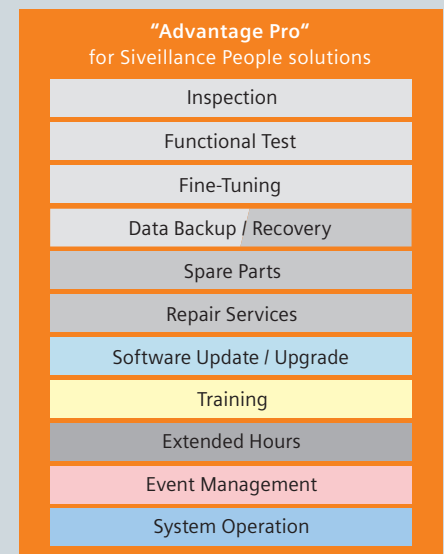 “Advantage Pro“
for Siveillance People solutions
Inspection
Functional Test
Fine-Tuning
Data Backup / Recovery
Spare Parts
Repair Services
Software Update / Upgrade
Training
Extended Hours
Event Management
System Operation